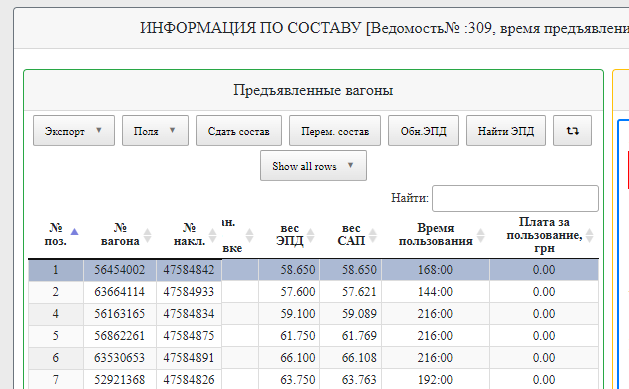 ИНФОРМАЦИЯ ПО СОСТАВУ [Ведомость№ :309, время предъявлени
Предъявленные вагоны
Экспорт Поля Сдать состав Перем. состав Обн.ЭПД Найти ЭПД
Show all rows
Найти:
№ поз. № вагона № накл. ан. вке вес ЭПД вес САП Время пользования Плата за пользование, грн
1 56454002 47584842 58.650 58.650 168:00 0.00
2 63664114 47584933 57.600 57.621 144:00 0.00
4 56163165 47584834 59.100 59.089 216:00 0.00
5 56862261 47584875 61.750 61.769 216:00 0.00
6 63530653 47584891 66.100 66.108 216:00 0.00
7 52921368 47584826 63.750 63.763 192:00 0.00